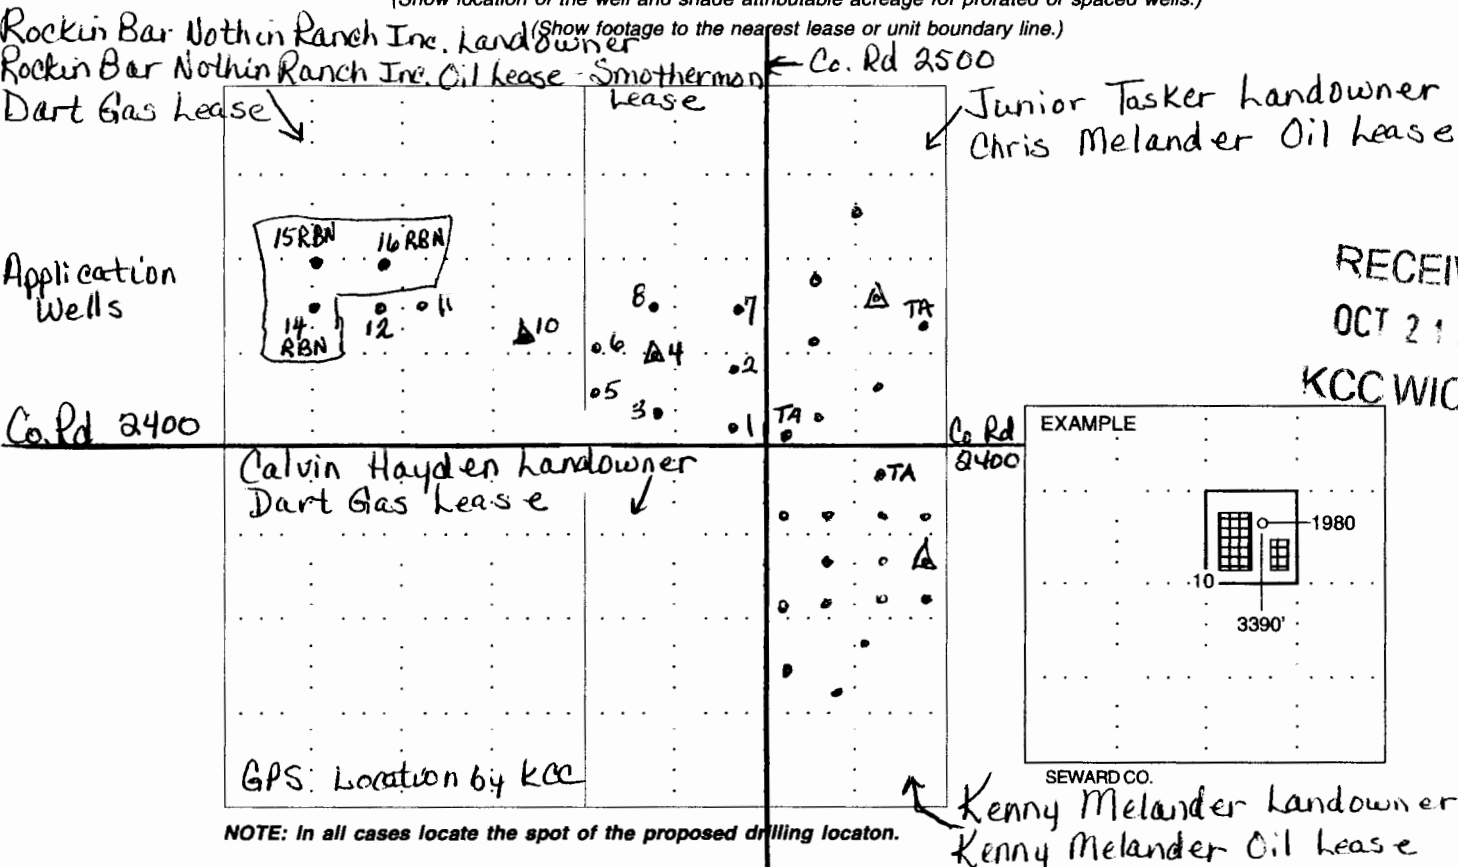 (Show location of the well and shade attributable acreage for prorated or spaced wells.)
(Show footage to the nearest lease or unit boundary line.)
Rockin Bar Nothin Ranch Inc. Landowner
Rockin Bar Nothin Ranch Inc. Oil Lease - Smotherman Lease
Dart Gas Lease
Co. Rd 2500
Junior Tasker Landowner
Chris Melander Oil Lease
Application
Wells
15 RBN
16 RBN
14 RBN
12
11
10
8
7
6
4
2
5
3
1
TA
TA
RECEI
OCT 21
KCC WIC
Co. Rd 2400
Co Rd
2400
Calvin Hayden Landowner
Dart Gas Lease
TA
EXAMPLE
1980
10
3390'
SEWARD CO.
GPS: Location by KCC
Kenny Melander Landowner
Kenny Melander Oil Lease
NOTE: In all cases locate the spot of the proposed drilling locaton.